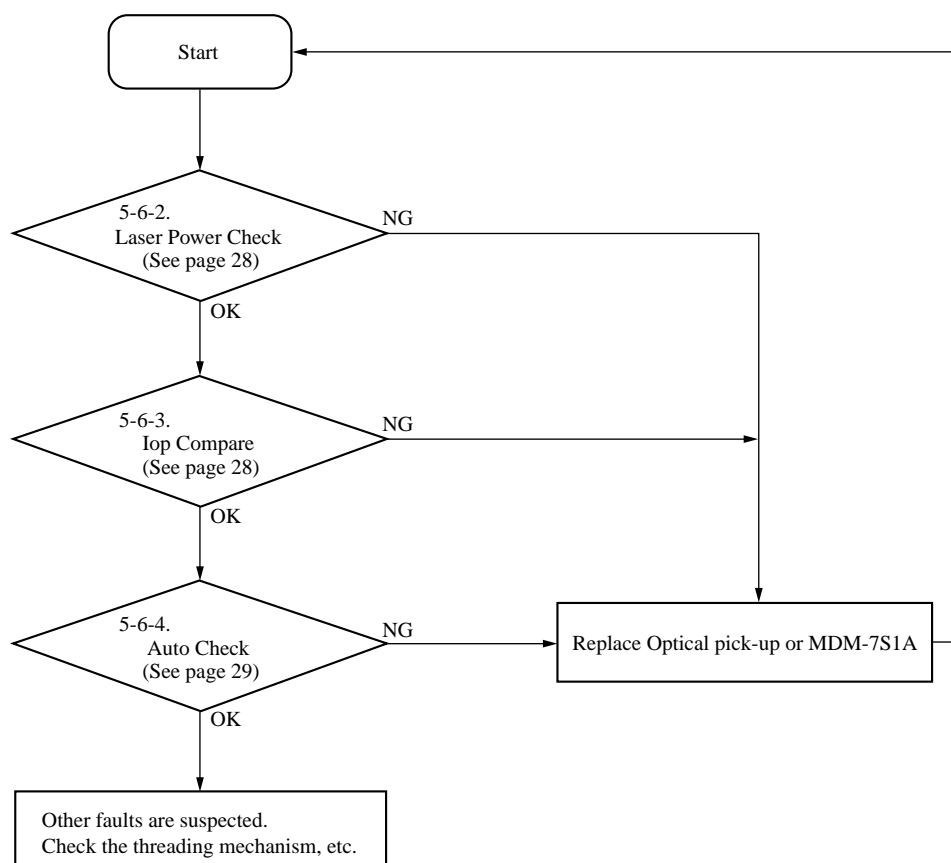 Start
5-6-2.
Laser Power Check
(See page 28)
NG
OK
5-6-3.
Iop Compare
(See page 28)
NG
OK
5-6-4.
Auto Check
(See page 29)
NG
Replace Optical pick-up or MDM-7S1A
OK
Other faults are suspected.
Check the threading mechanism, etc.